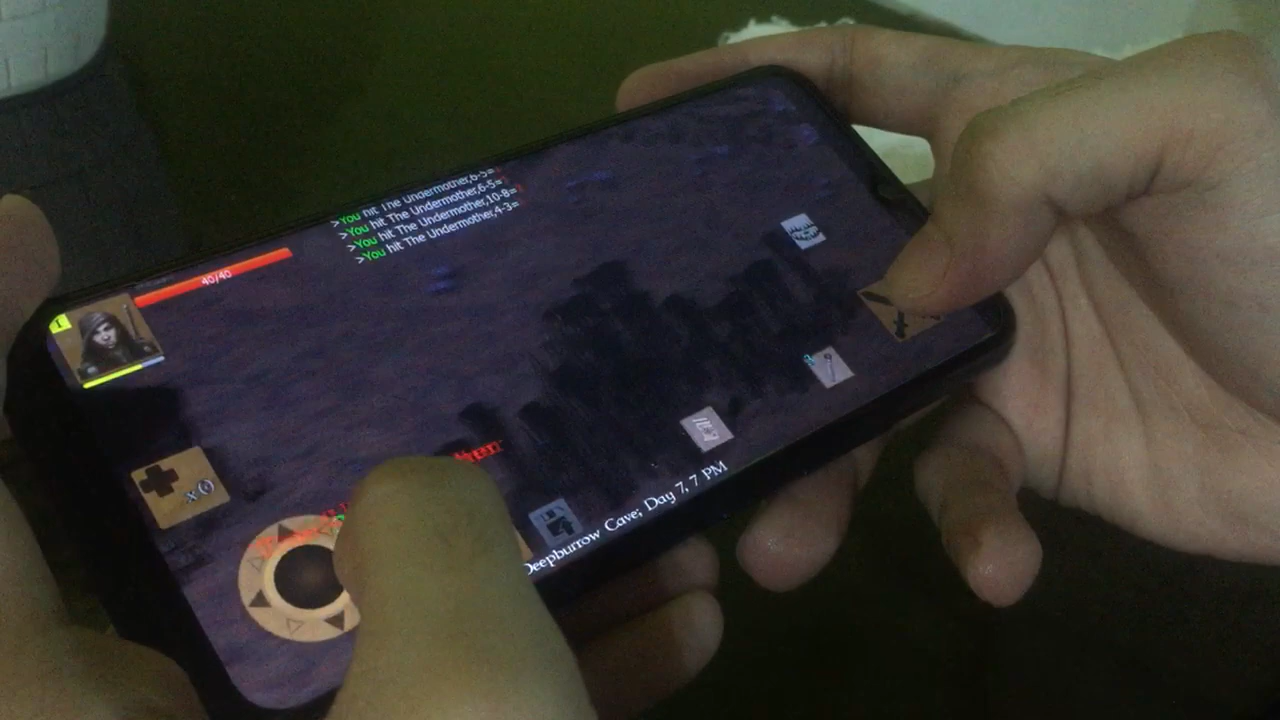 >You hit The Undermother,6-5=
>You hit The Undermother,6-5=
>You hit The Undermother,10-8=
>You hit The Undermother,4-3=
40/40
I
x0
Deepburrow Cave; Day 7, 7 PM